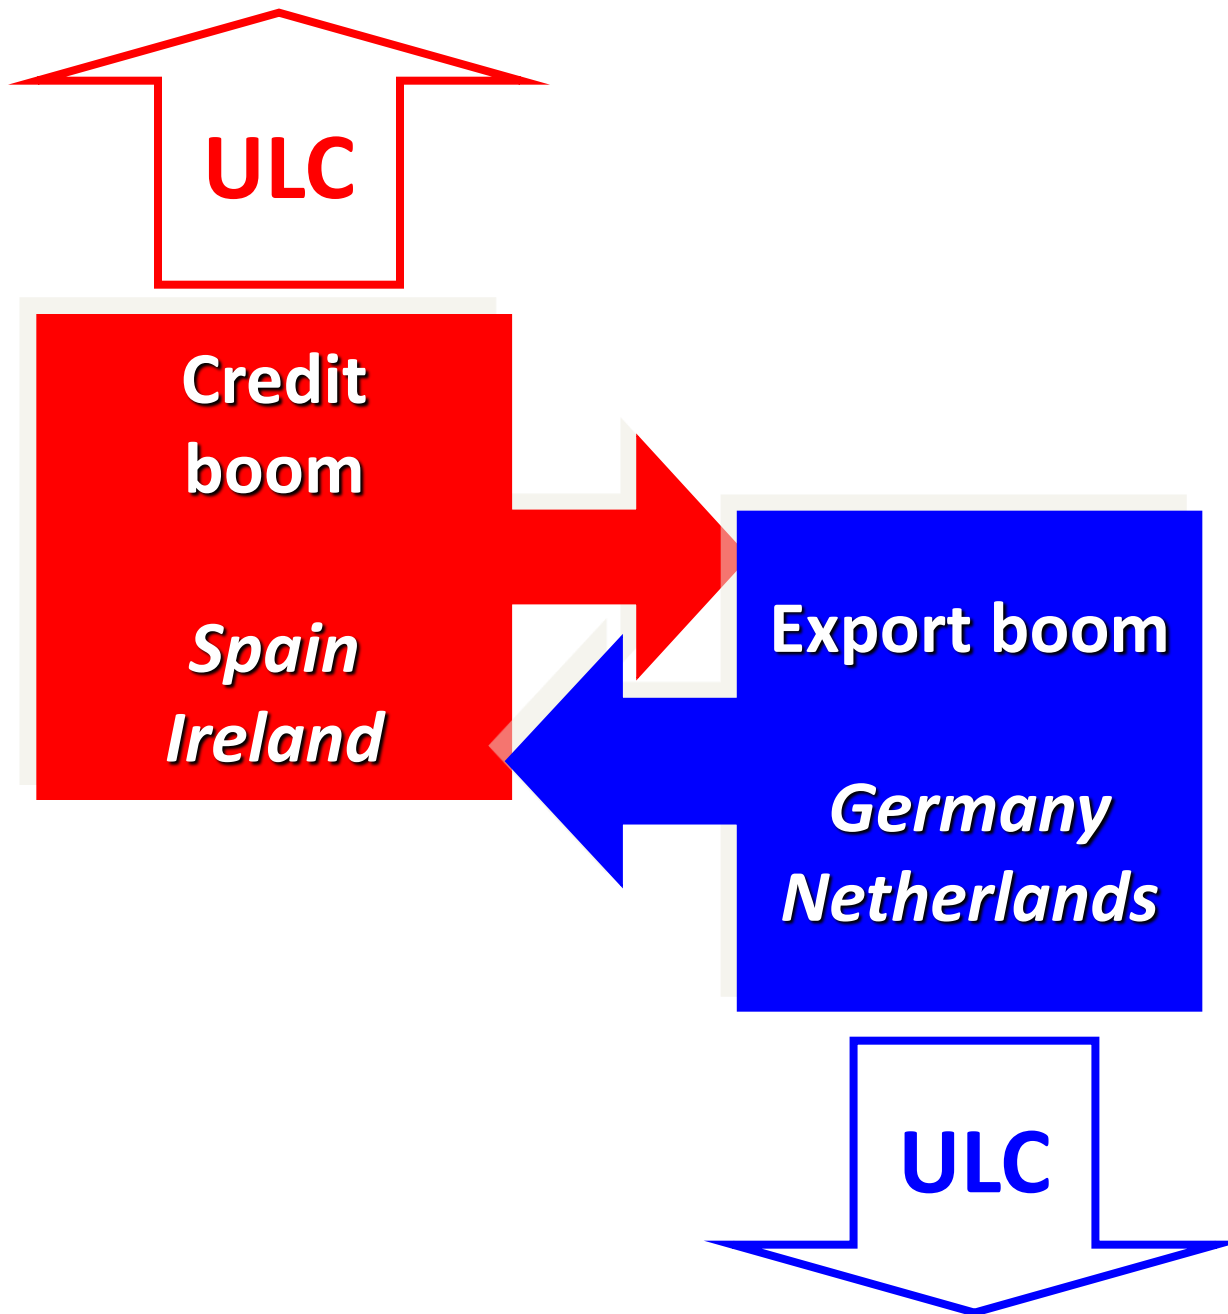 ULC
Credit
boom
Spain
Ireland
Export boom
Germany
Netherlands
ULC